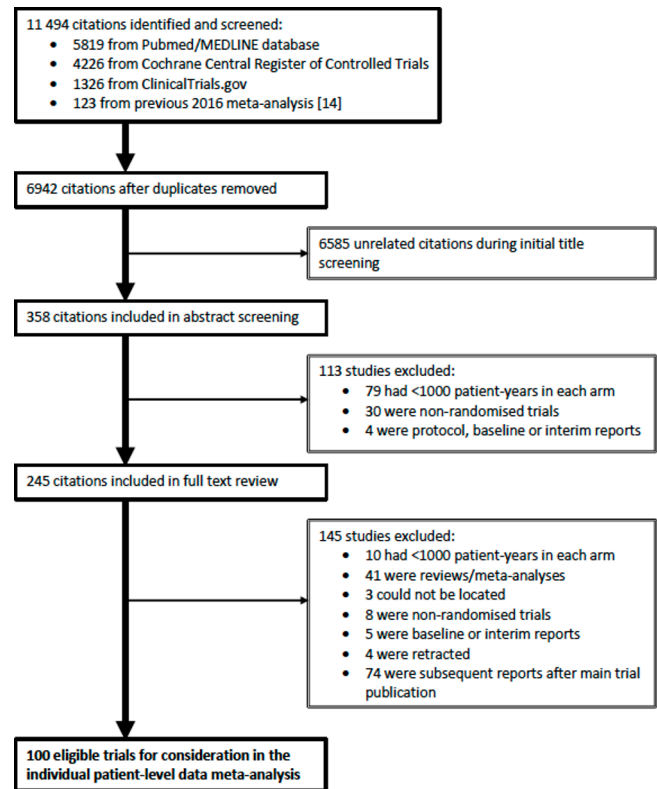 11 494 citations identified and screened:
• 5819 from Pubmed/MEDLINE database
• 4226 from Cochrane Central Register of Controlled Trials
• 1326 from ClinicalTrials.gov
• 123 from previous 2016 meta-analysis [14]
6942 citations after duplicates removed
6585 unrelated citations during initial title
screening
358 citations included in abstract screening
113 studies excluded:
• 79 had <1000 patient-years in each arm
• 30 were non-randomised trials
• 4 were protocol, baseline or interim reports
245 citations included in full text review
145 studies excluded:
• 10 had <1000 patient-years in each arm
• 41 were reviews/meta-analyses
• 3 could not be located
• 8 were non-randomised trials
• 5 were baseline or interim reports
• 4 were retracted
• 74 were subsequent reports after main trial
publication
100 eligible trials for consideration in the
individual patient-level data meta-analysis